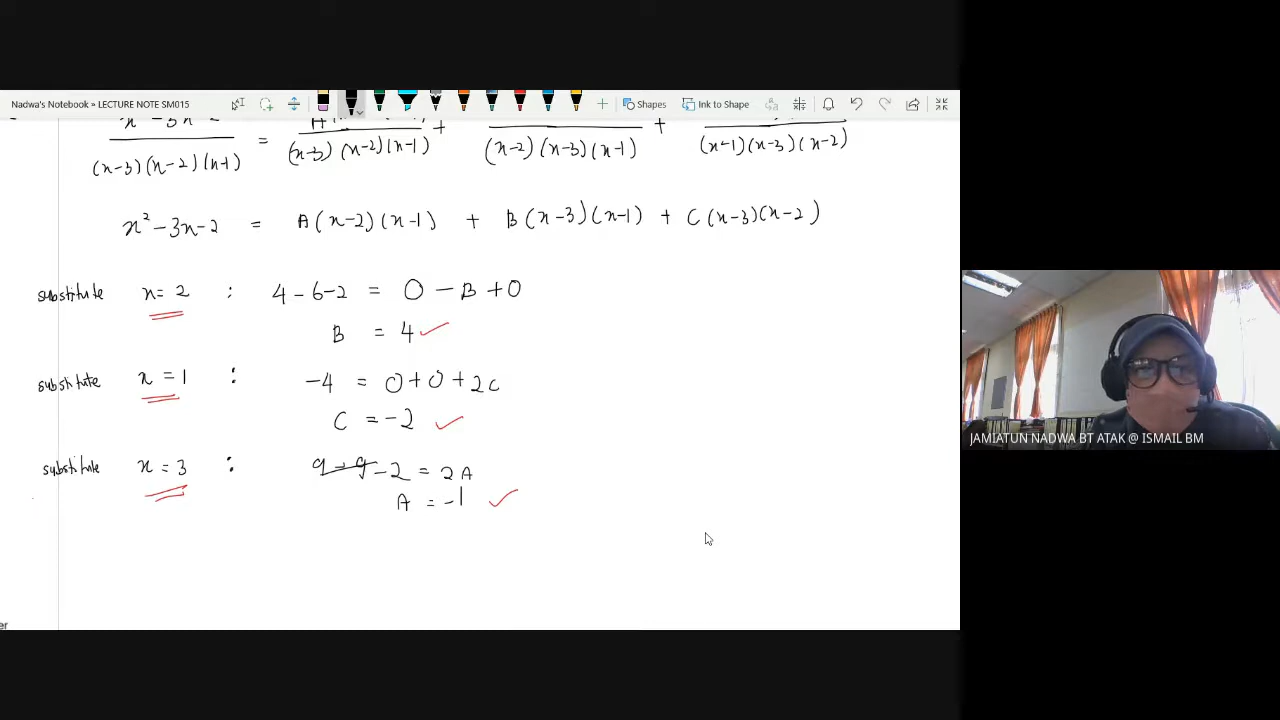 Nadwa's Notebook » LECTURE NOTE SM015
Shapes
Ink to Shape
(x-3)(x-2)(x-1) = (x-3)(x-2)(x-1) + (x-2)(x-3)(x-1) + (x-1)(x-3)(x-2)
x² - 3x - 2 = A(x-2)(x-1) + B(x-3)(x-1) + C(x-3)(x-2)
substitute x = 2 : 4 - 6 - 2 = 0 - B + 0
B = 4 ✓
substitute x = 1 : -4 = 0 + 0 + 2C
C = -2 ✓
substitute x = 3 : 9 - 9 - 2 = 2A
A = -1 ✓
JAMIATUN NADWA BT ATAK @ ISMAIL BM